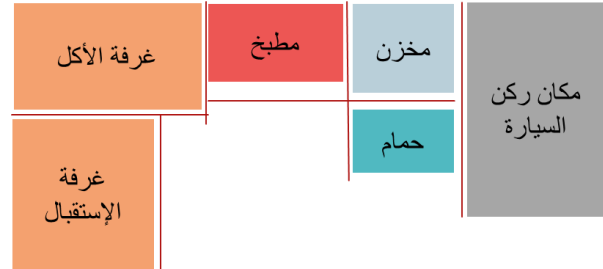 غرفة الأكل
مطبخ
مخزن
مكان ركن
السيارة
حمام
غرفة
الإستقبال